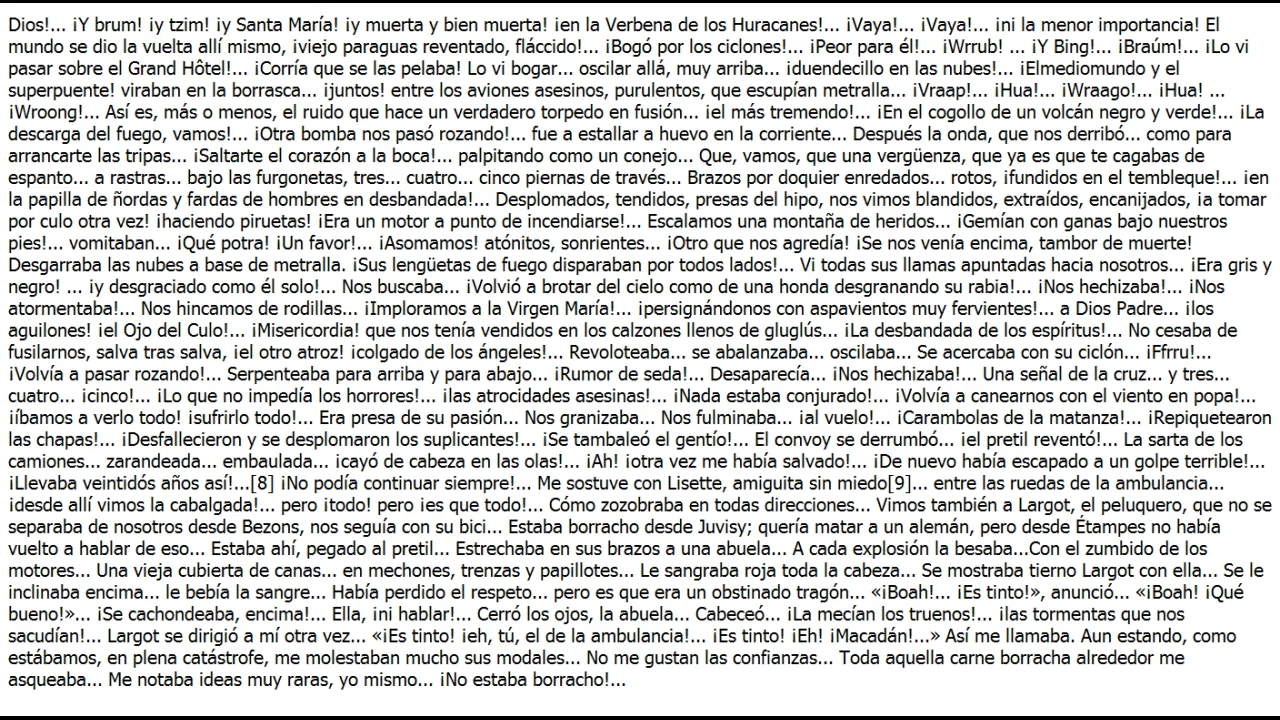 Dios!... ¡Y brum! ¡y tzim! ¡y Santa María! ¡y muerta y bien muerta! ¡en la Verbena de los Huracanes!... ¡Vaya!... ¡Vaya!... ¡ni la menor importancia! El
mundo se dio la vuelta allí mismo, ¡viejo paraguas reventado, fláccido!... ¡Bogó por los ciclones!... ¡Peor para él!... ¡Wrrub! ... ¡Y Bing!... ¡Braúm!... ¡Lo vi
pasar sobre el Grand Hôtel!... ¡Corría que se las pelaba! Lo vi bogar... oscilar allá, muy arriba... ¡duendecillo en las nubes!... ¡Elmediomundo y el
superpuente! viraban en la borrasca... ¡juntos! entre los aviones asesinos, purulentos, que escupían metralla... ¡Vraap!... ¡Hua!... ¡Wraago!... ¡Hua! ...
¡Wroong!... Así es, más o menos, el ruido que hace un verdadero torpedo en fusión... ¡el más tremendo!... ¡En el cogollo de un volcán negro y verde!... ¡La
descarga del fuego, vamos!... ¡Otra bomba nos pasó rozando!... fue a estallar a huevo en la corriente... Después la onda, que nos derribó... como para
arrancarte las tripas... ¡Saltarte el corazón a la boca!... palpitando como un conejo... Que, vamos, que una vergüenza, que ya es que te cagabas de
espanto... a rastras... bajo las furgonetas, tres... cuatro... cinco piernas de través... Brazos por doquier enredados... rotos, ¡fundidos en el tembleque!... ¡en
la papilla de ñordas y fardas de hombres en desbandada!... Desplomados, tendidos, presas del hipo, nos vimos blandidos, extraídos, encanijados, ¡a tomar
por culo otra vez! ¡haciendo piruetas! ¡Era un motor a punto de incendiarse!... Escalamos una montaña de heridos... ¡Gemían con ganas bajo nuestros
pies!... vomitaban... ¡Qué potra! ¡Un favor!... ¡Asomamos! atónitos, sonrientes... ¡Otro que nos agredía! ¡Se nos venía encima, tambor de muerte!
Desgarraba las nubes a base de metralla. ¡Sus lengüetas de fuego disparaban por todos lados!... Vi todas sus llamas apuntadas hacia nosotros... ¡Era gris y
negro! ... ¡y desgraciado como él solo!... Nos buscaba... ¡Volvió a brotar del cielo como de una honda desgranando su rabia!... ¡Nos hechizaba!... ¡Nos
atormentaba!... Nos hincamos de rodillas... ¡Imploramos a la Virgen María!... ¡persignándonos con aspavientos muy fervientes!... a Dios Padre... ¡los
aguilones! ¡el Ojo del Culo!... ¡Misericordia! que nos tenía vendidos en los calzones llenos de gluglús... ¡La desbandada de los espíritus!... No cesaba de
fusilarnos, salva tras salva, ¡el otro atroz! ¡colgado de los ángeles!... Revoloteaba... se abalanzaba... oscilaba... Se acercaba con su ciclón... ¡Ffrru!...
¡Volvía a pasar rozando!... Serpenteaba para arriba y para abajo... ¡Rumor de seda!... Desaparecía... ¡Nos hechizaba!... Una señal de la cruz... y tres...
cuatro... ¡cinco!... ¡Lo que no impedía los horrores!... ¡las atrocidades asesinas!... ¡Nada estaba conjurado!... ¡Volvía a canearnos con el viento en popa!...
¡íbamos a verlo todo! ¡sufrirlo todo!... Era presa de su pasión... Nos granizaba... Nos fulminaba... ¡al vuelo!... ¡Carambolas de la matanza!... ¡Repiquetearon
las chapas!... ¡Desfallecieron y se desplomaron los suplicantes!... ¡Se tambaleó el gentío!... El convoy se derrumbó... ¡el pretil reventó!... La sarta de los
camiones... zarandeada... embaulada... ¡cayó de cabeza en las olas!... ¡Ah! ¡otra vez me había salvado!... ¡De nuevo había escapado a un golpe terrible!...
¡Llevaba veintidós años así!...[8] ¡No podía continuar siempre!... Me sostuve con Lisette, amiguita sin miedo[9]... entre las ruedas de la ambulancia...
¡desde allí vimos la cabalgada!... pero ¡todo! pero ¡es que todo!... Cómo zozobraba en todas direcciones... Vimos también a Largot, el peluquero, que no se
separaba de nosotros desde Bezons, nos seguía con su bici... Estaba borracho desde Juvisy; quería matar a un alemán, pero desde Étampes no había
vuelto a hablar de eso... Estaba ahí, pegado al pretil... Estrechaba en sus brazos a una abuela... A cada explosión la besaba...Con el zumbido de los
motores... Una vieja cubierta de canas... en mechones, trenzas y papillotes... Le sangraba roja toda la cabeza... Se mostraba tierno Largot con ella... Se le
inclinaba encima... le bebía la sangre... Había perdido el respeto... pero es que era un obstinado tragón... «¡Boah!... ¡Es tinto!», anunció... «¡Boah! ¡Qué
bueno!»... ¡Se cachondeaba, encima!... Ella, ¡ni hablar!... Cerró los ojos, la abuela... Cabeceó... ¡La mecían los truenos!... ¡las tormentas que nos
sacudían!... Largot se dirigió a mí otra vez... «¡Es tinto! ¡eh, tú, el de la ambulancia!... ¡Es tinto! ¡Eh! ¡Macadán!...» Así me llamaba. Aun estando, como
estábamos, en plena catástrofe, me molestaban mucho sus modales... No me gustan las confianzas... Toda aquella carne borracha alrededor me
asqueaba... Me notaba ideas muy raras, yo mismo... ¡No estaba borracho!...